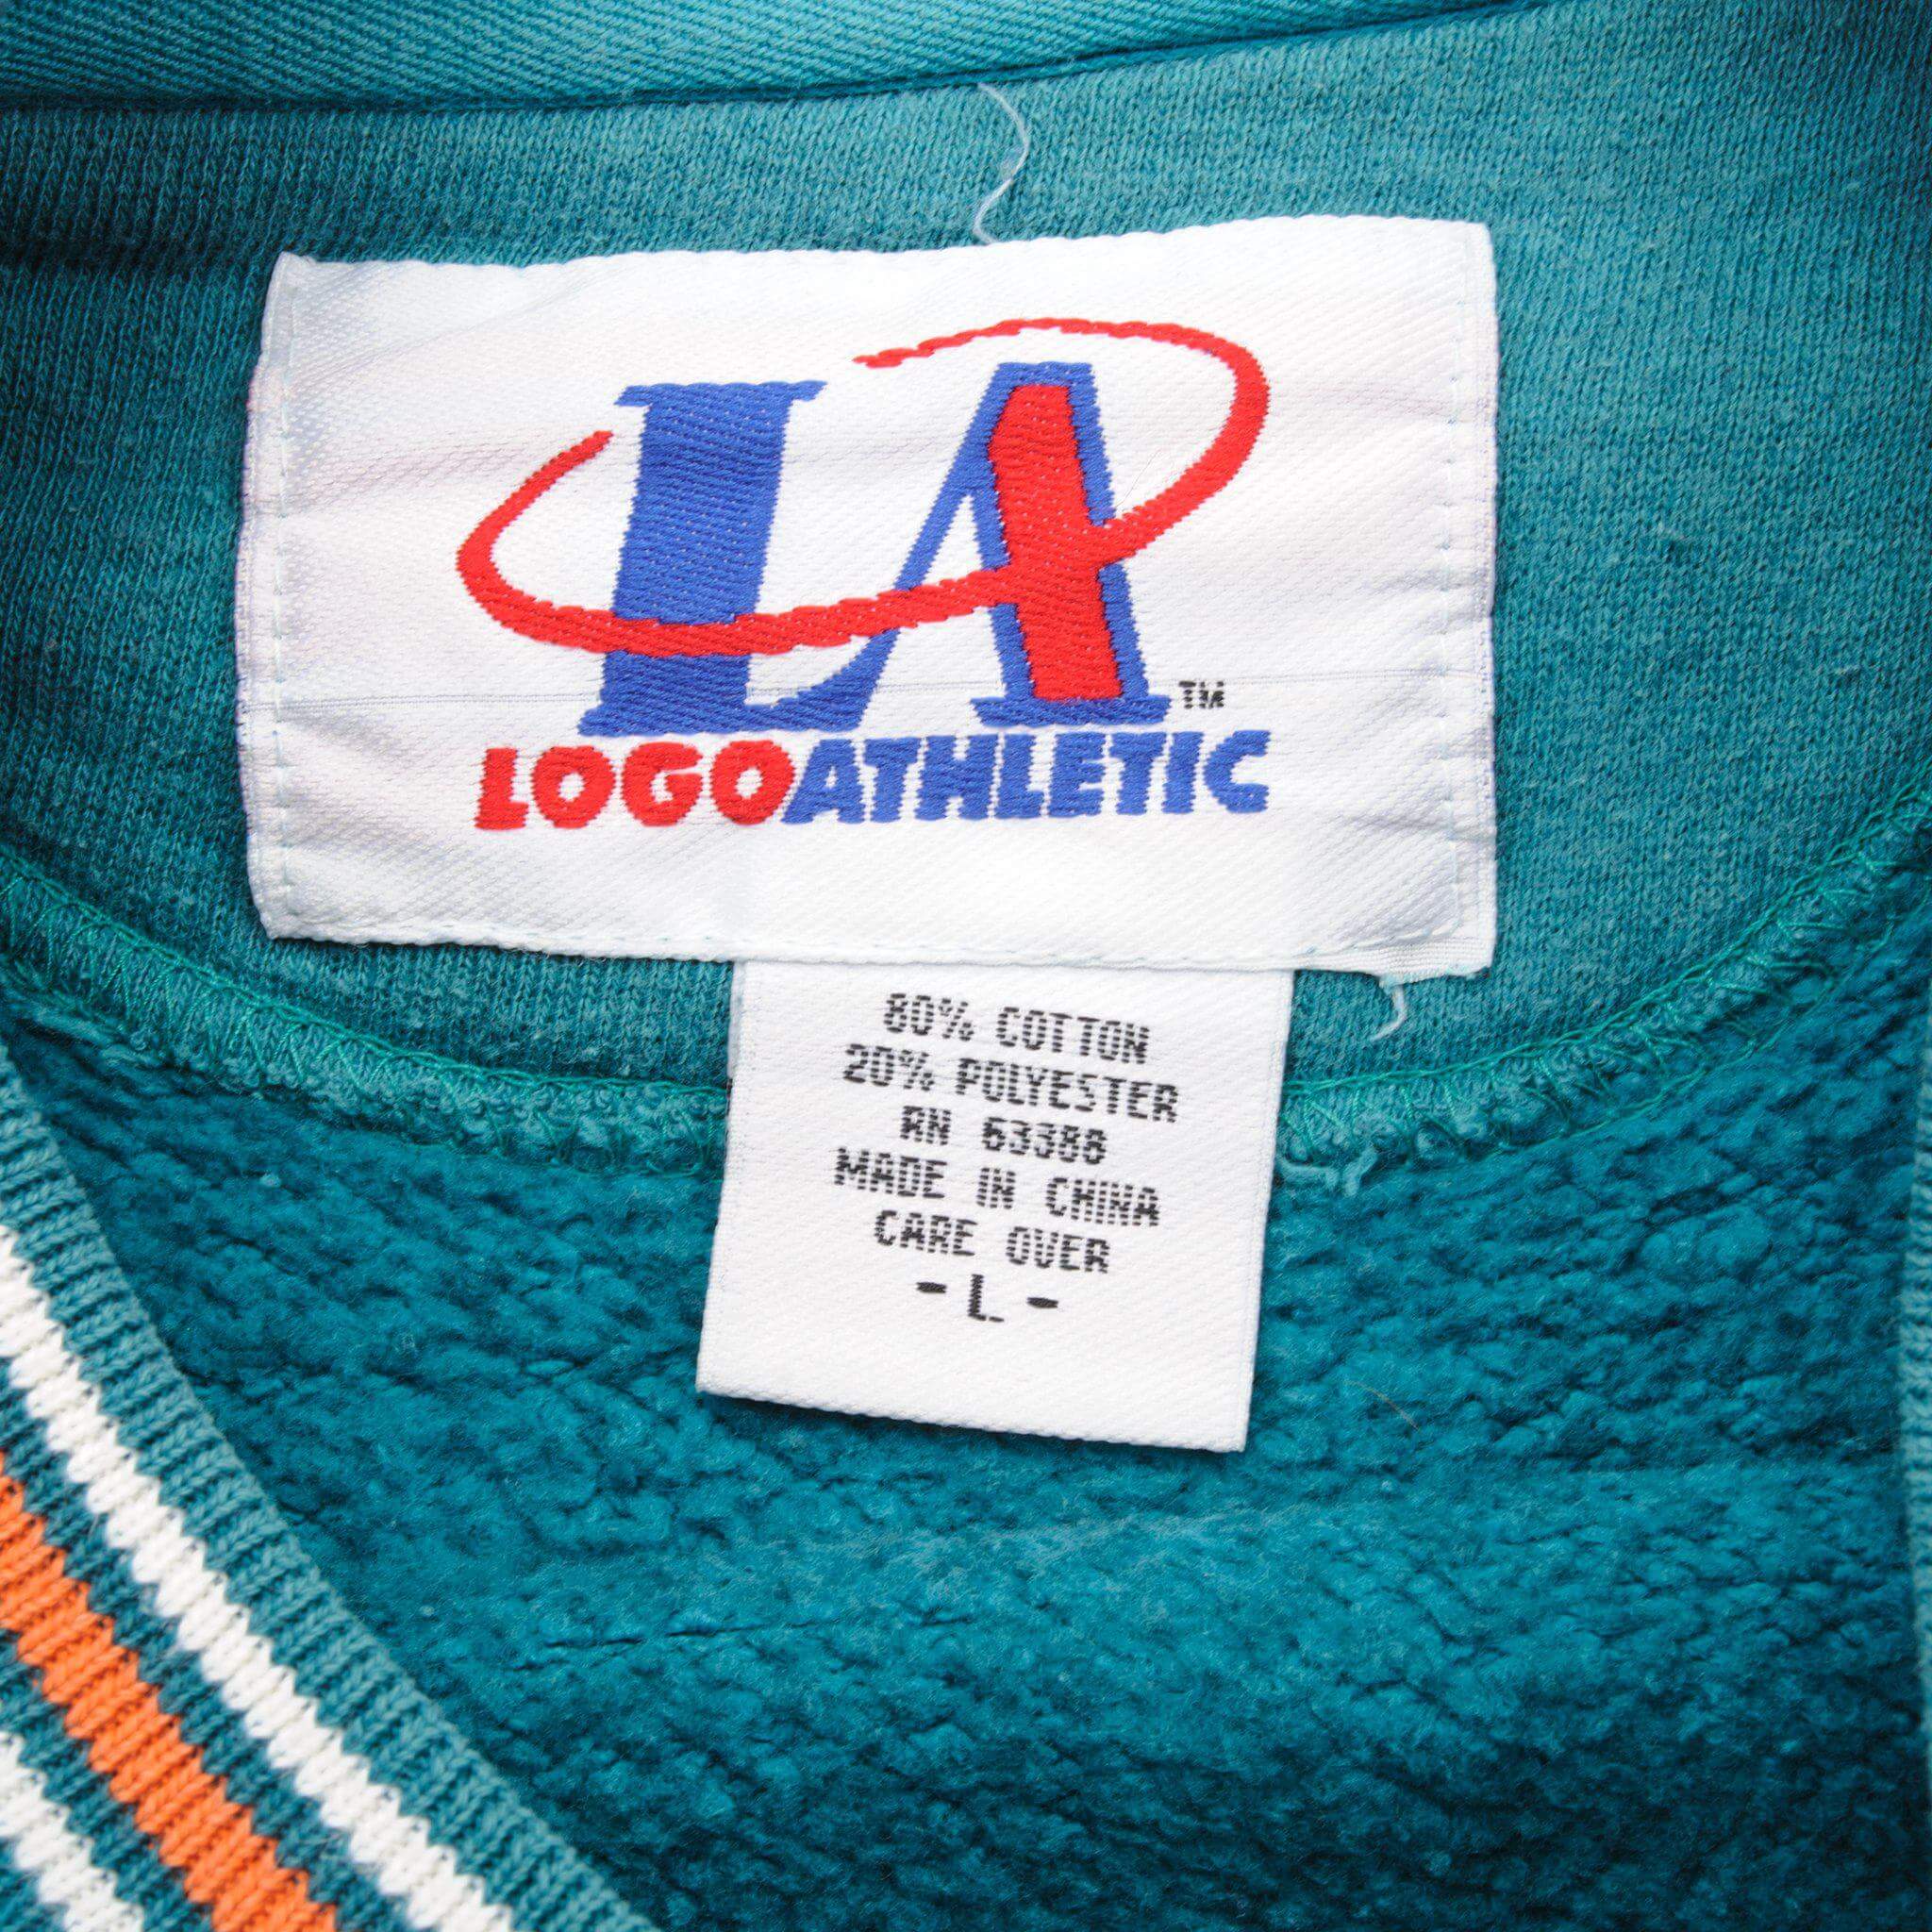 LA
TM
LOGOATHLETIC
80% COTTON
20% POLYESTER
RN 63388
MADE IN CHINA
CARE OVER
- L -